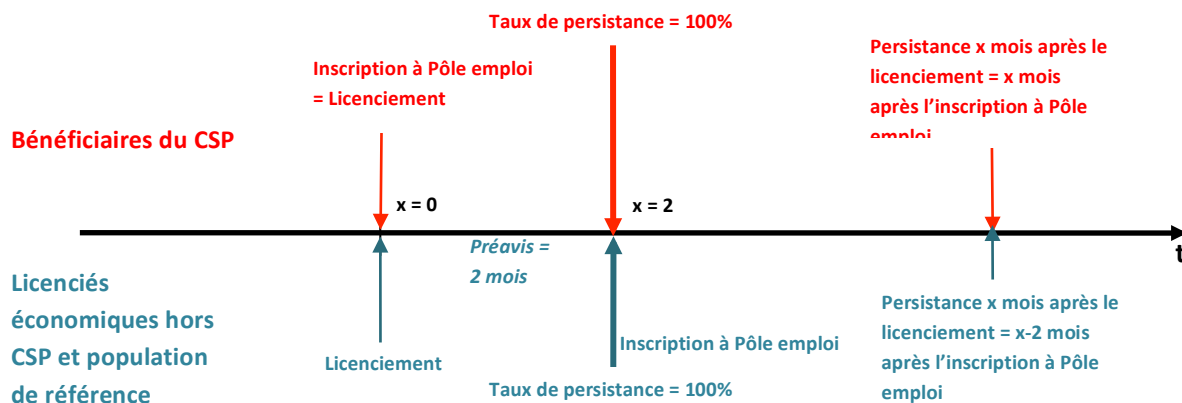 Taux de persistance = 100%
Inscription à Pôle emploi
= Licenciement
Persistance x mois après le
licenciement = x mois
après l’inscription à Pôle
emploi
Bénéficiaires du CSP
x = 0
x = 2
Préavis =
2 mois
t
Licenciés
économiques hors
CSP et population
de référence
Licenciement
Inscription à Pôle emploi
Taux de persistance = 100%
Persistance x mois après le
licenciement = x-2 mois
après l’inscription à Pôle
emploi